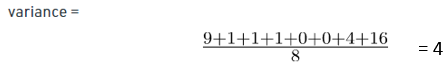 variance =
9+1+1+1+0+0+4+16
8
= 4